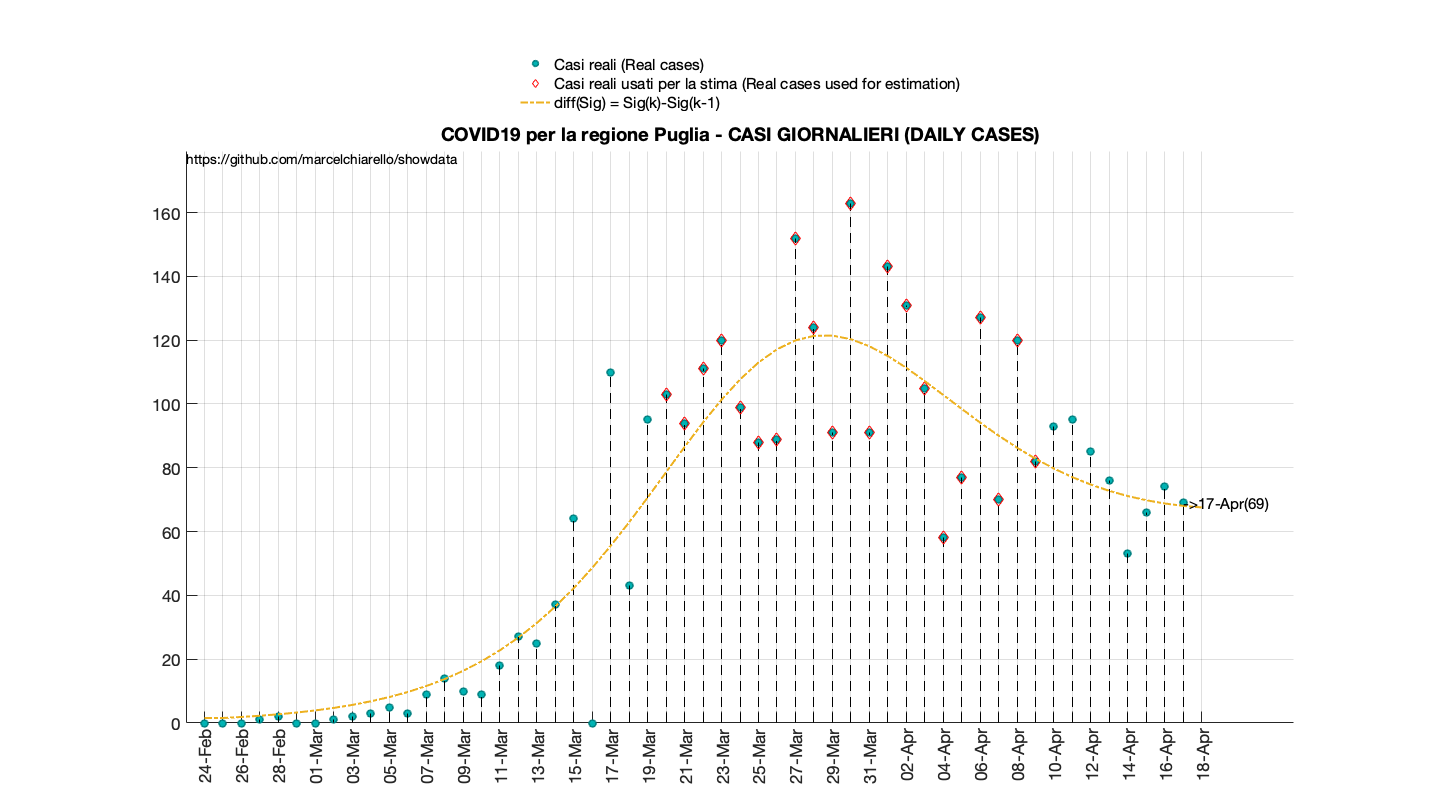 Casi reali (Real cases)
Casi reali usati per la stima (Real cases used for estimation)
diff(Sig) = Sig(k)-Sig(k-1)
COVID19 per la regione Puglia - CASI GIORNALIERI (DAILY CASES)
https://github.com/marcelchiarello/showdata
160
140
120
100
80
60
40
20
0
->17-Apr(69)
24-Feb
26-Feb
28-Feb
01-Mar
03-Mar
05-Mar
07-Mar
09-Mar
11-Mar
13-Mar
15-Mar
17-Mar
19-Mar
21-Mar
23-Mar
25-Mar
27-Mar
29-Mar
31-Mar
02-Apr
04-Apr
06-Apr
08-Apr
10-Apr
12-Apr
14-Apr
16-Apr
18-Apr